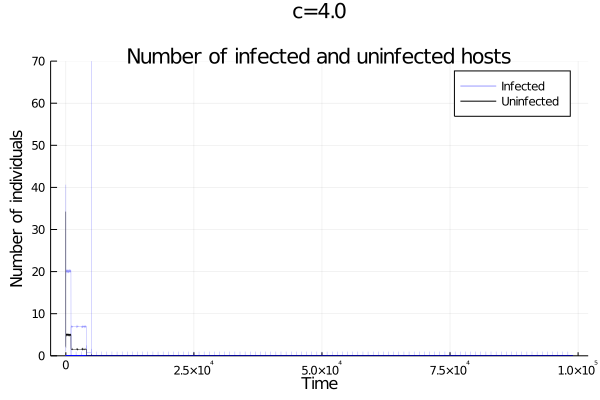 c=4.0
Number of infected and uninfected hosts
Infected
Uninfected
Number of individuals
70
60
50
40
30
20
10
0
0
2.5×10⁴
5.0×10⁴
7.5×10⁴
1.0×10⁵
Time